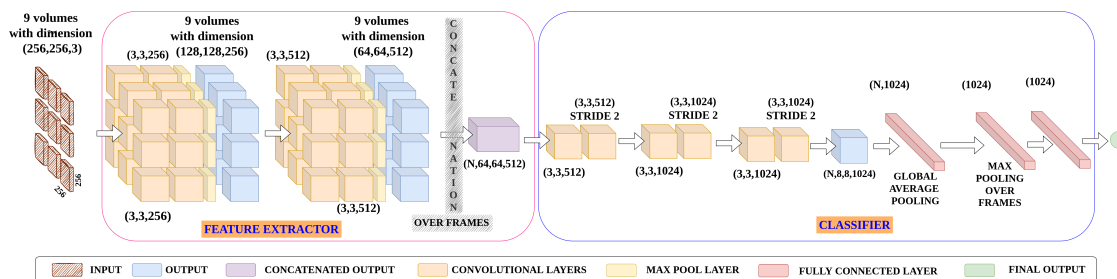 9 volumes
with dimension
(256,256,3)
256
256
(3,3,256)
9 volumes
with dimension
(128,128,256)
(3,3,256)
(3,3,512)
9 volumes
with dimension
(64,64,512)
(3,3,512)
FEATURE EXTRACTOR
CONCATE NATION
OVER FRAMES
(N,64,64,512)
(3,3,512)
(3,3,512)
STRIDE 2
(3,3,1024)
(3,3,1024)
STRIDE 2
(3,3,1024)
(3,3,1024)
STRIDE 2
(N,8,8,1024)
(N,1024)
GLOBAL
AVERAGE
POOLING
(1024)
MAX
POOLING
OVER
FRAMES
(1024)
CLASSIFIER
INPUT
OUTPUT
CONCATENATED OUTPUT
CONVOLUTIONAL LAYERS
MAX POOL LAYER
FULLY CONNECTED LAYER
FINAL OUTPUT